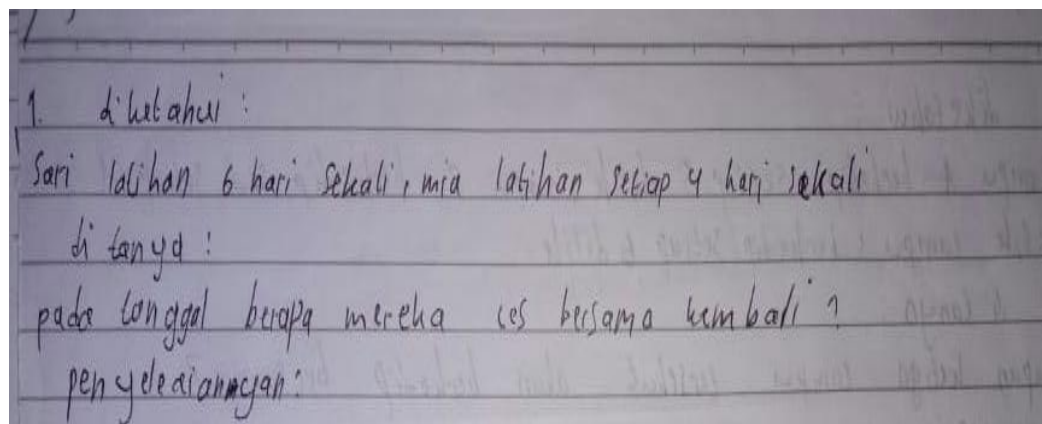 1. diketahui :
Sari latihan 6 hari sekali, mia latihan setiap 4 hari sekali
di tanya :
pada tanggal berapa mereka les bersama kembali ?